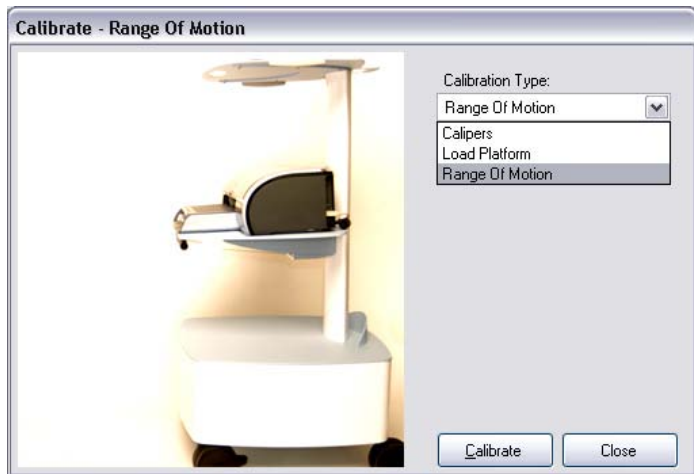 Calibrate - Range Of Motion
Calibration Type:
Range Of Motion
Calipers
Load Platform
Range Of Motion
Calibrate
Close